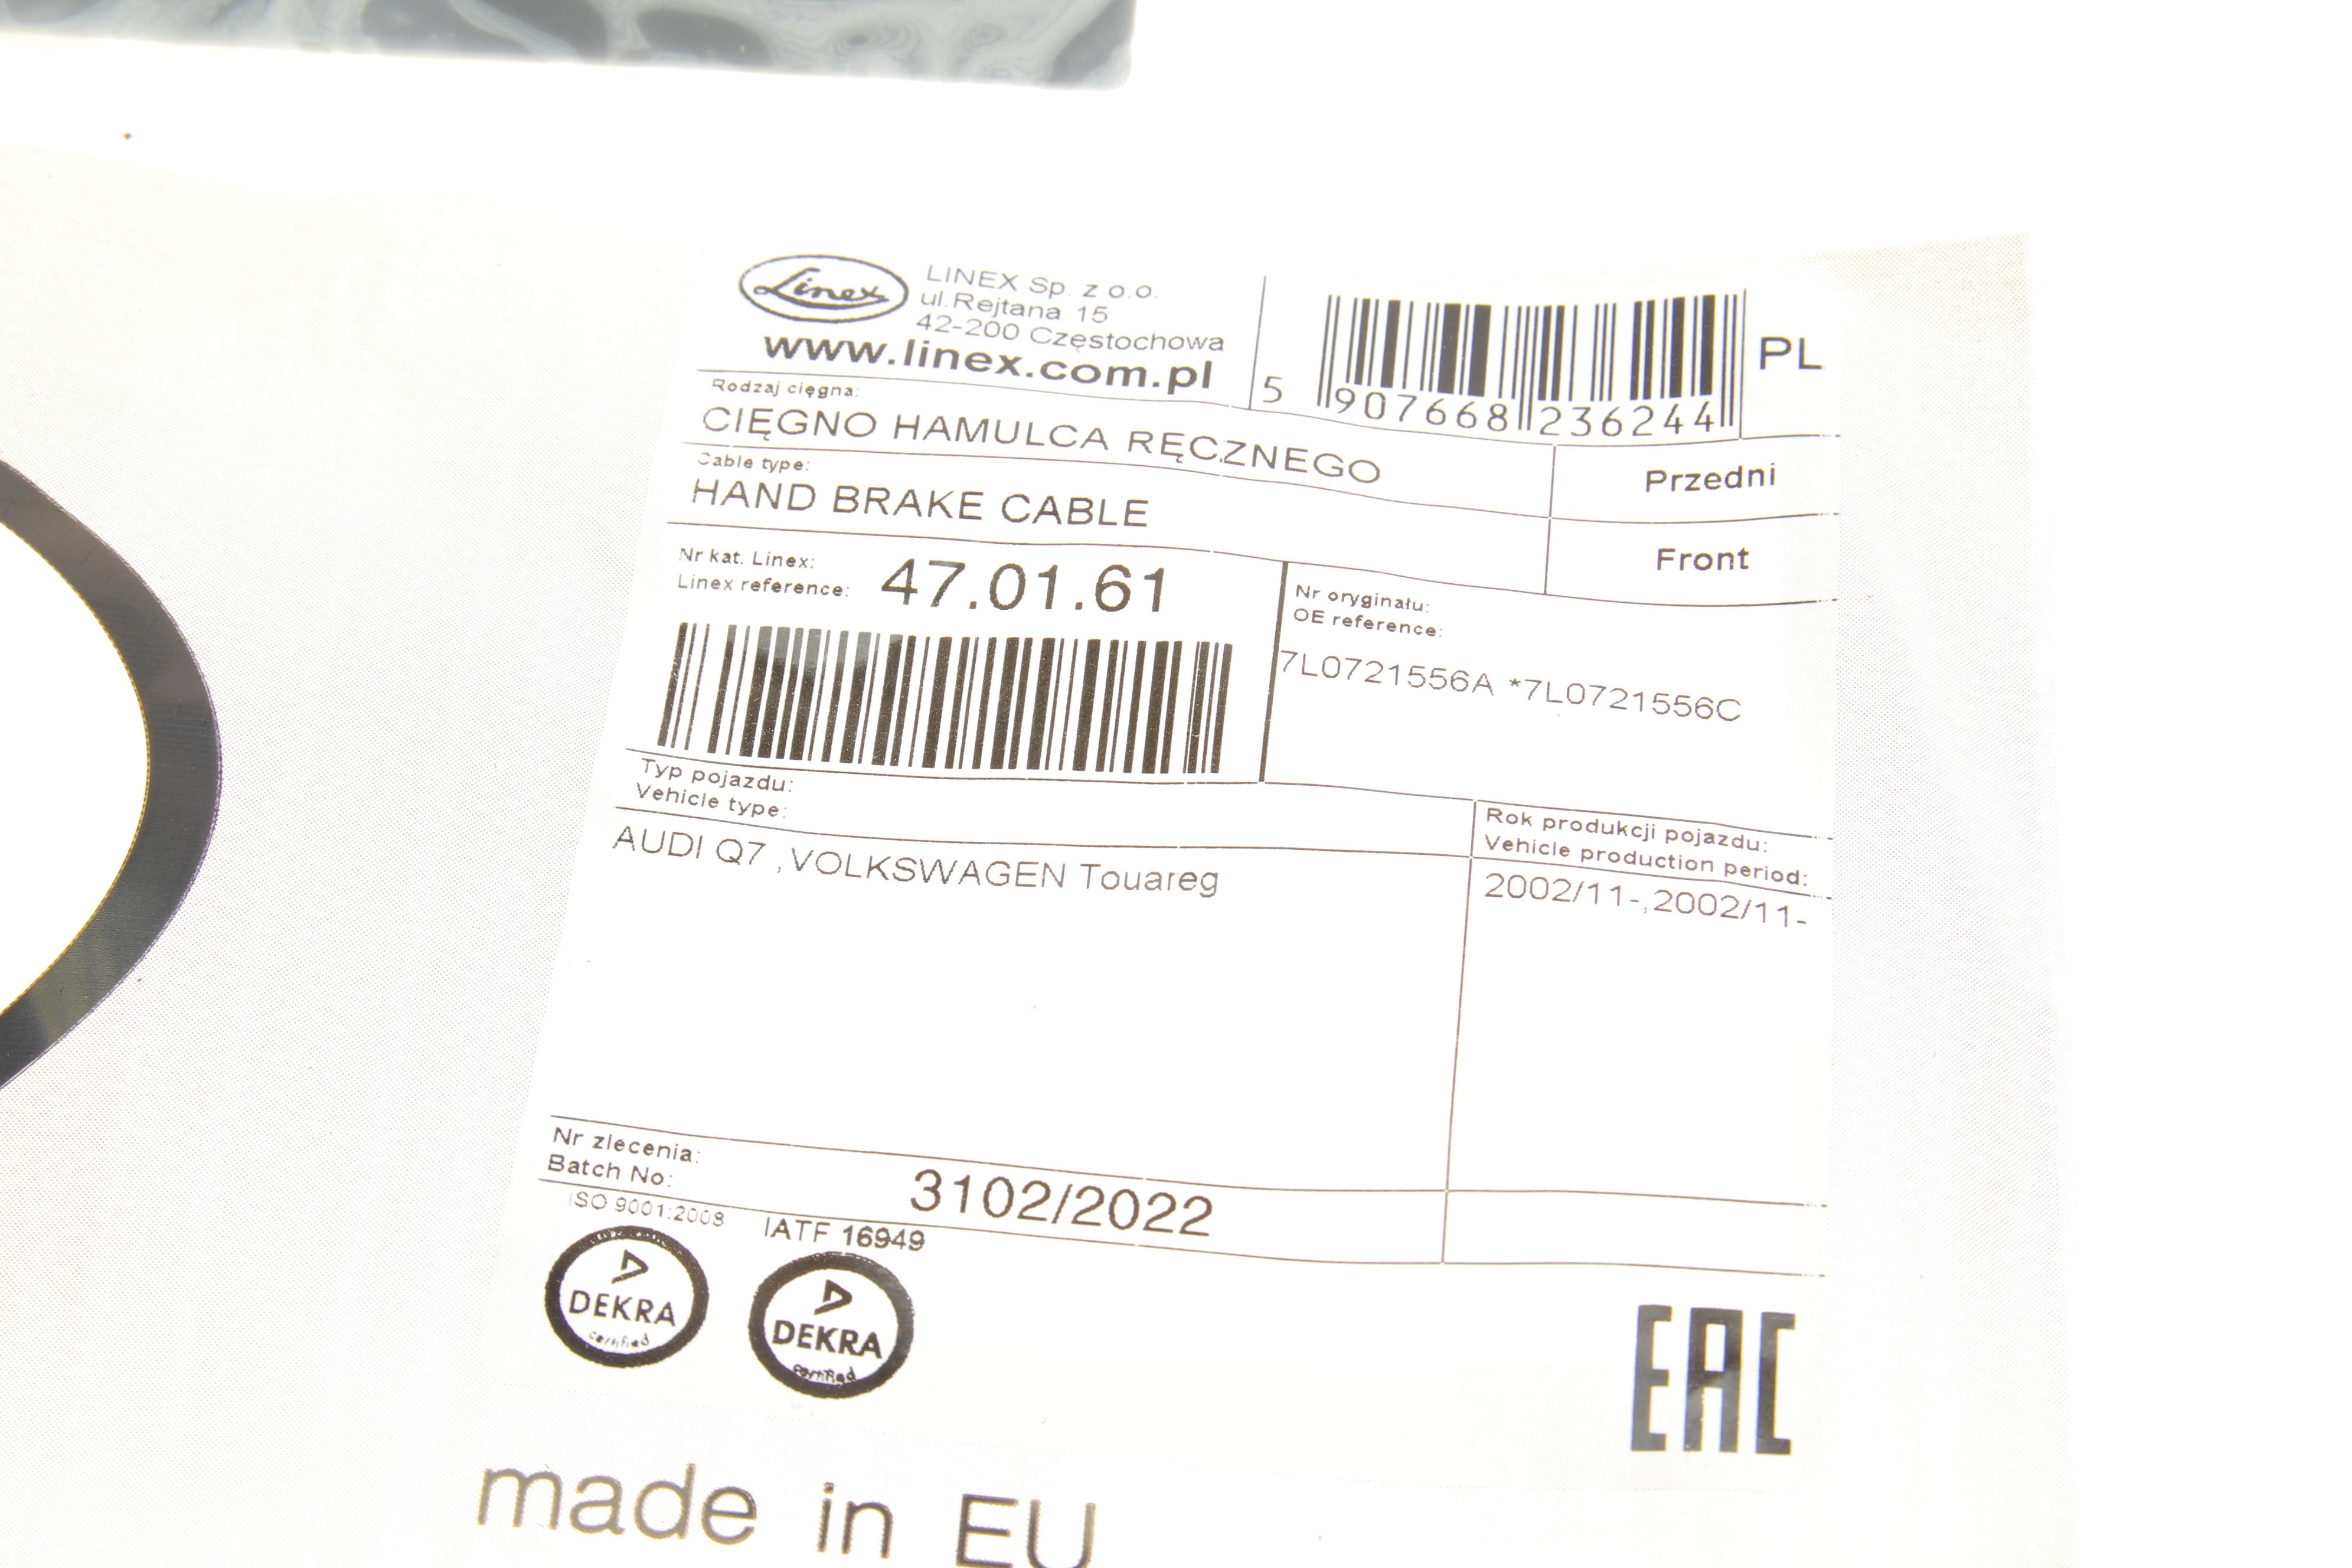 Linex
LINEX Sp. z o.o.
ul.Rejtana 15
42-200 Częstochowa
www.linex.com.pl
5 907668 236244
PL
Rodzaj cięgna:
CIĘGNO HAMULCA RĘCZNEGO
Przedni
Cable type:
HAND BRAKE CABLE
Front
Nr kat. Linex:
Linex reference:
47.01.61
Nr oryginału:
OE reference:
7L0721556A *7L0721556C
Typ pojazdu:
Vehicle type:
Rok produkcji pojazdu:
Vehicle production period:
AUDI Q7 ,VOLKSWAGEN Touareg
2002/11-,2002/11-
Nr zlecenia:
Batch No:
3102/2022
ISO 9001:2008
IATF 16949
DEKRA
certified
DEKRA
certified
EAC
made in EU